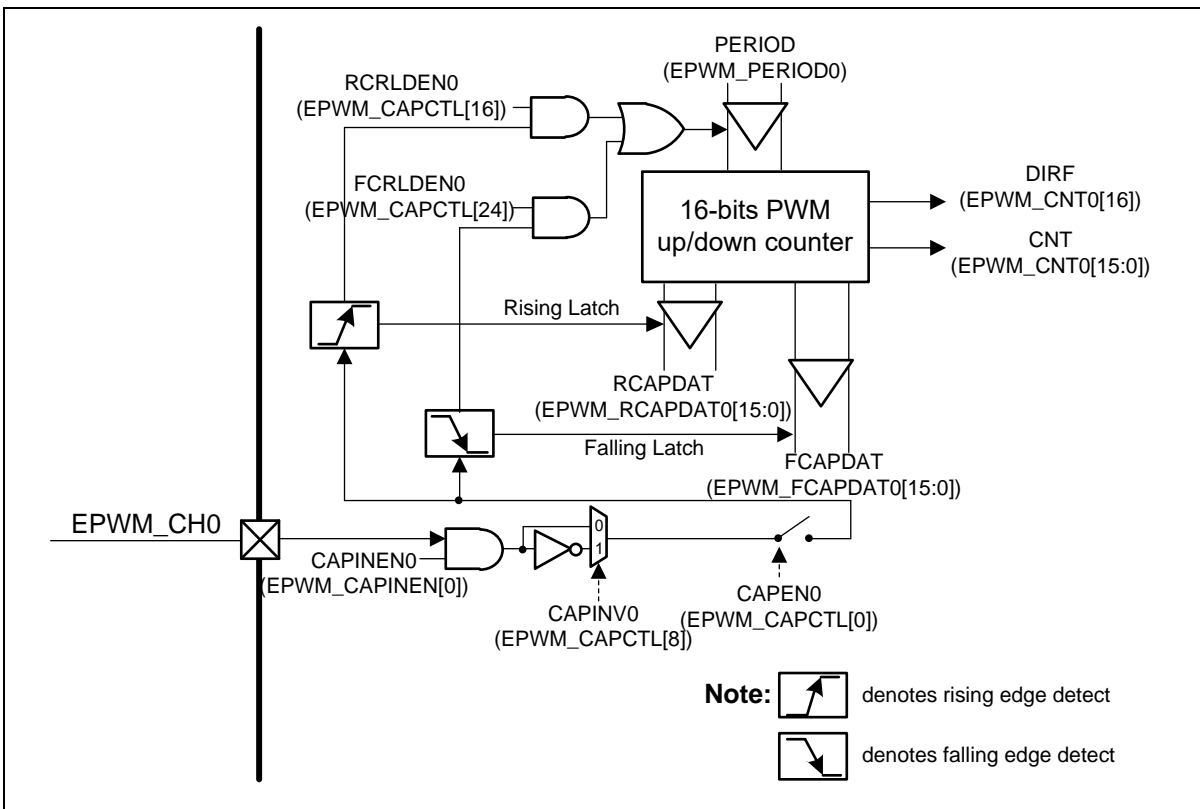 PERIOD
(EPWM_PERIOD0)
RCRLDEN0
(EPWM_CAPCTL[16])
FCRLDEN0
(EPWM_CAPCTL[24])
16-bits PWM
up/down counter
DIRF
(EPWM_CNT0[16])
CNT
(EPWM_CNT0[15:0])
Rising Latch
RCAPDAT
(EPWM_RCAPDAT0[15:0])
Falling Latch
FCAPDAT
(EPWM_FCAPDAT0[15:0])
EPWM_CH0
CAPINEN0
(EPWM_CAPINEN[0])
0
1
CAPINV0
(EPWM_CAPCTL[8])
CAPEN0
(EPWM_CAPCTL[0])
Note:
denotes rising edge detect
denotes falling edge detect